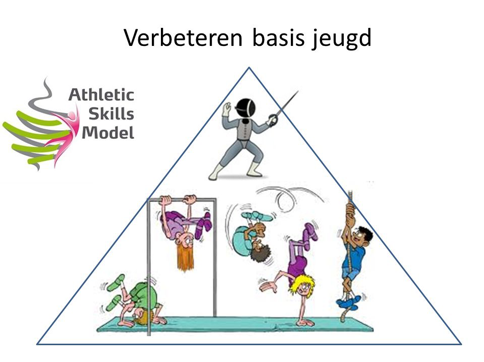 Verbeteren basis jeugd
Athletic
Skills
Model